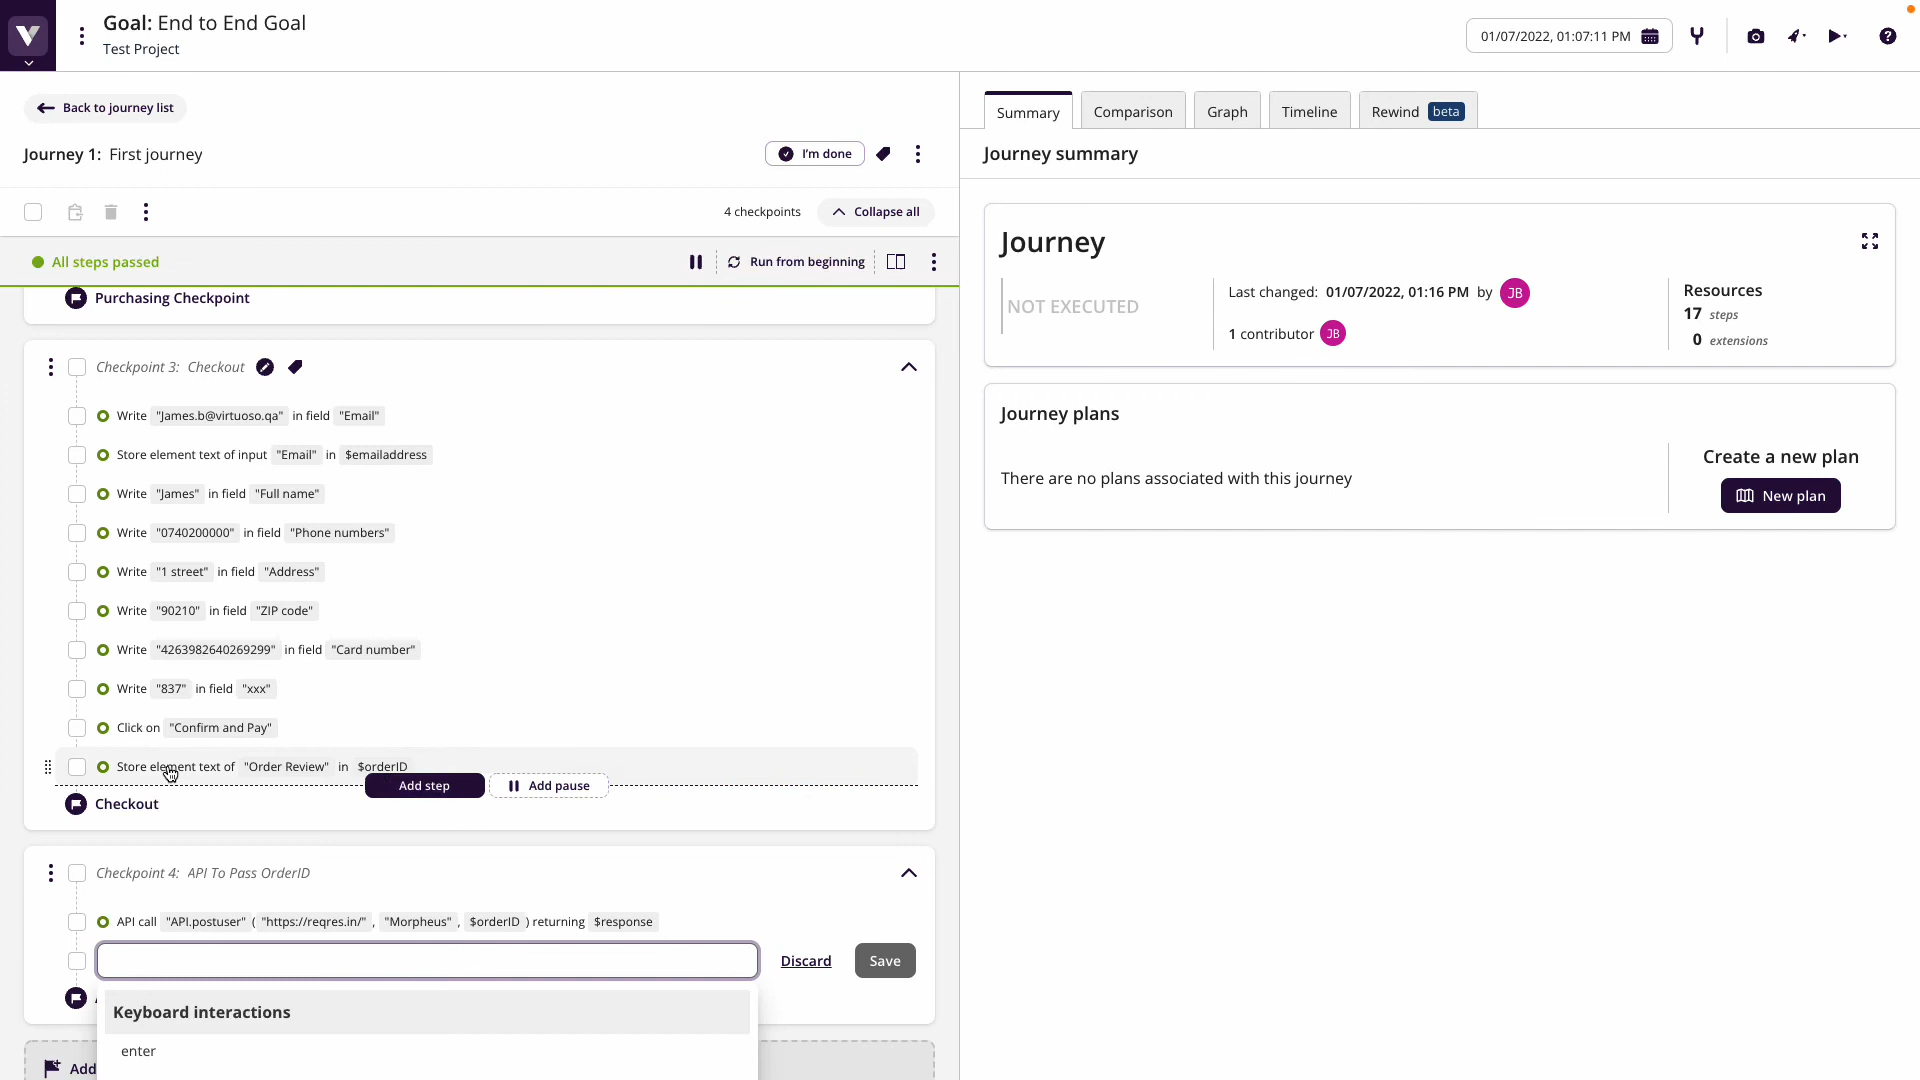 Goal: End to End Goal
Test Project
01/07/2022, 01:07:11 PM
Back to journey list
Journey 1: First journey
I'm done
4 checkpoints
Collapse all
All steps passed
Run from beginning
Purchasing Checkpoint
Checkpoint 3: Checkout
Write "James.b@virtuoso.qa" in field "Email"
Store element text of input "Email" in $emailaddress
Write "James" in field "Full name"
Write "0740200000" in field "Phone numbers"
Write "1 street" in field "Address"
Write "90210" in field "ZIP code"
Write "4263982640269299" in field "Card number"
Write "837" in field "xxx"
Click on "Confirm and Pay"
Store element text of "Order Review" in $orderID
Add step
Add pause
Checkout
Checkpoint 4: API To Pass OrderID
API call "API.postuser" ( "https://reqres.in/" , "Morpheus" , $orderID ) returning $response
Discard
Save
Keyboard interactions
enter
Add
Summary
Comparison
Graph
Timeline
Rewind beta
Journey summary
Journey
NOT EXECUTED
Last changed: 01/07/2022, 01:16 PM by JB
1 contributor JB
Resources
17 steps
0 extensions
Journey plans
There are no plans associated with this journey
Create a new plan
New plan